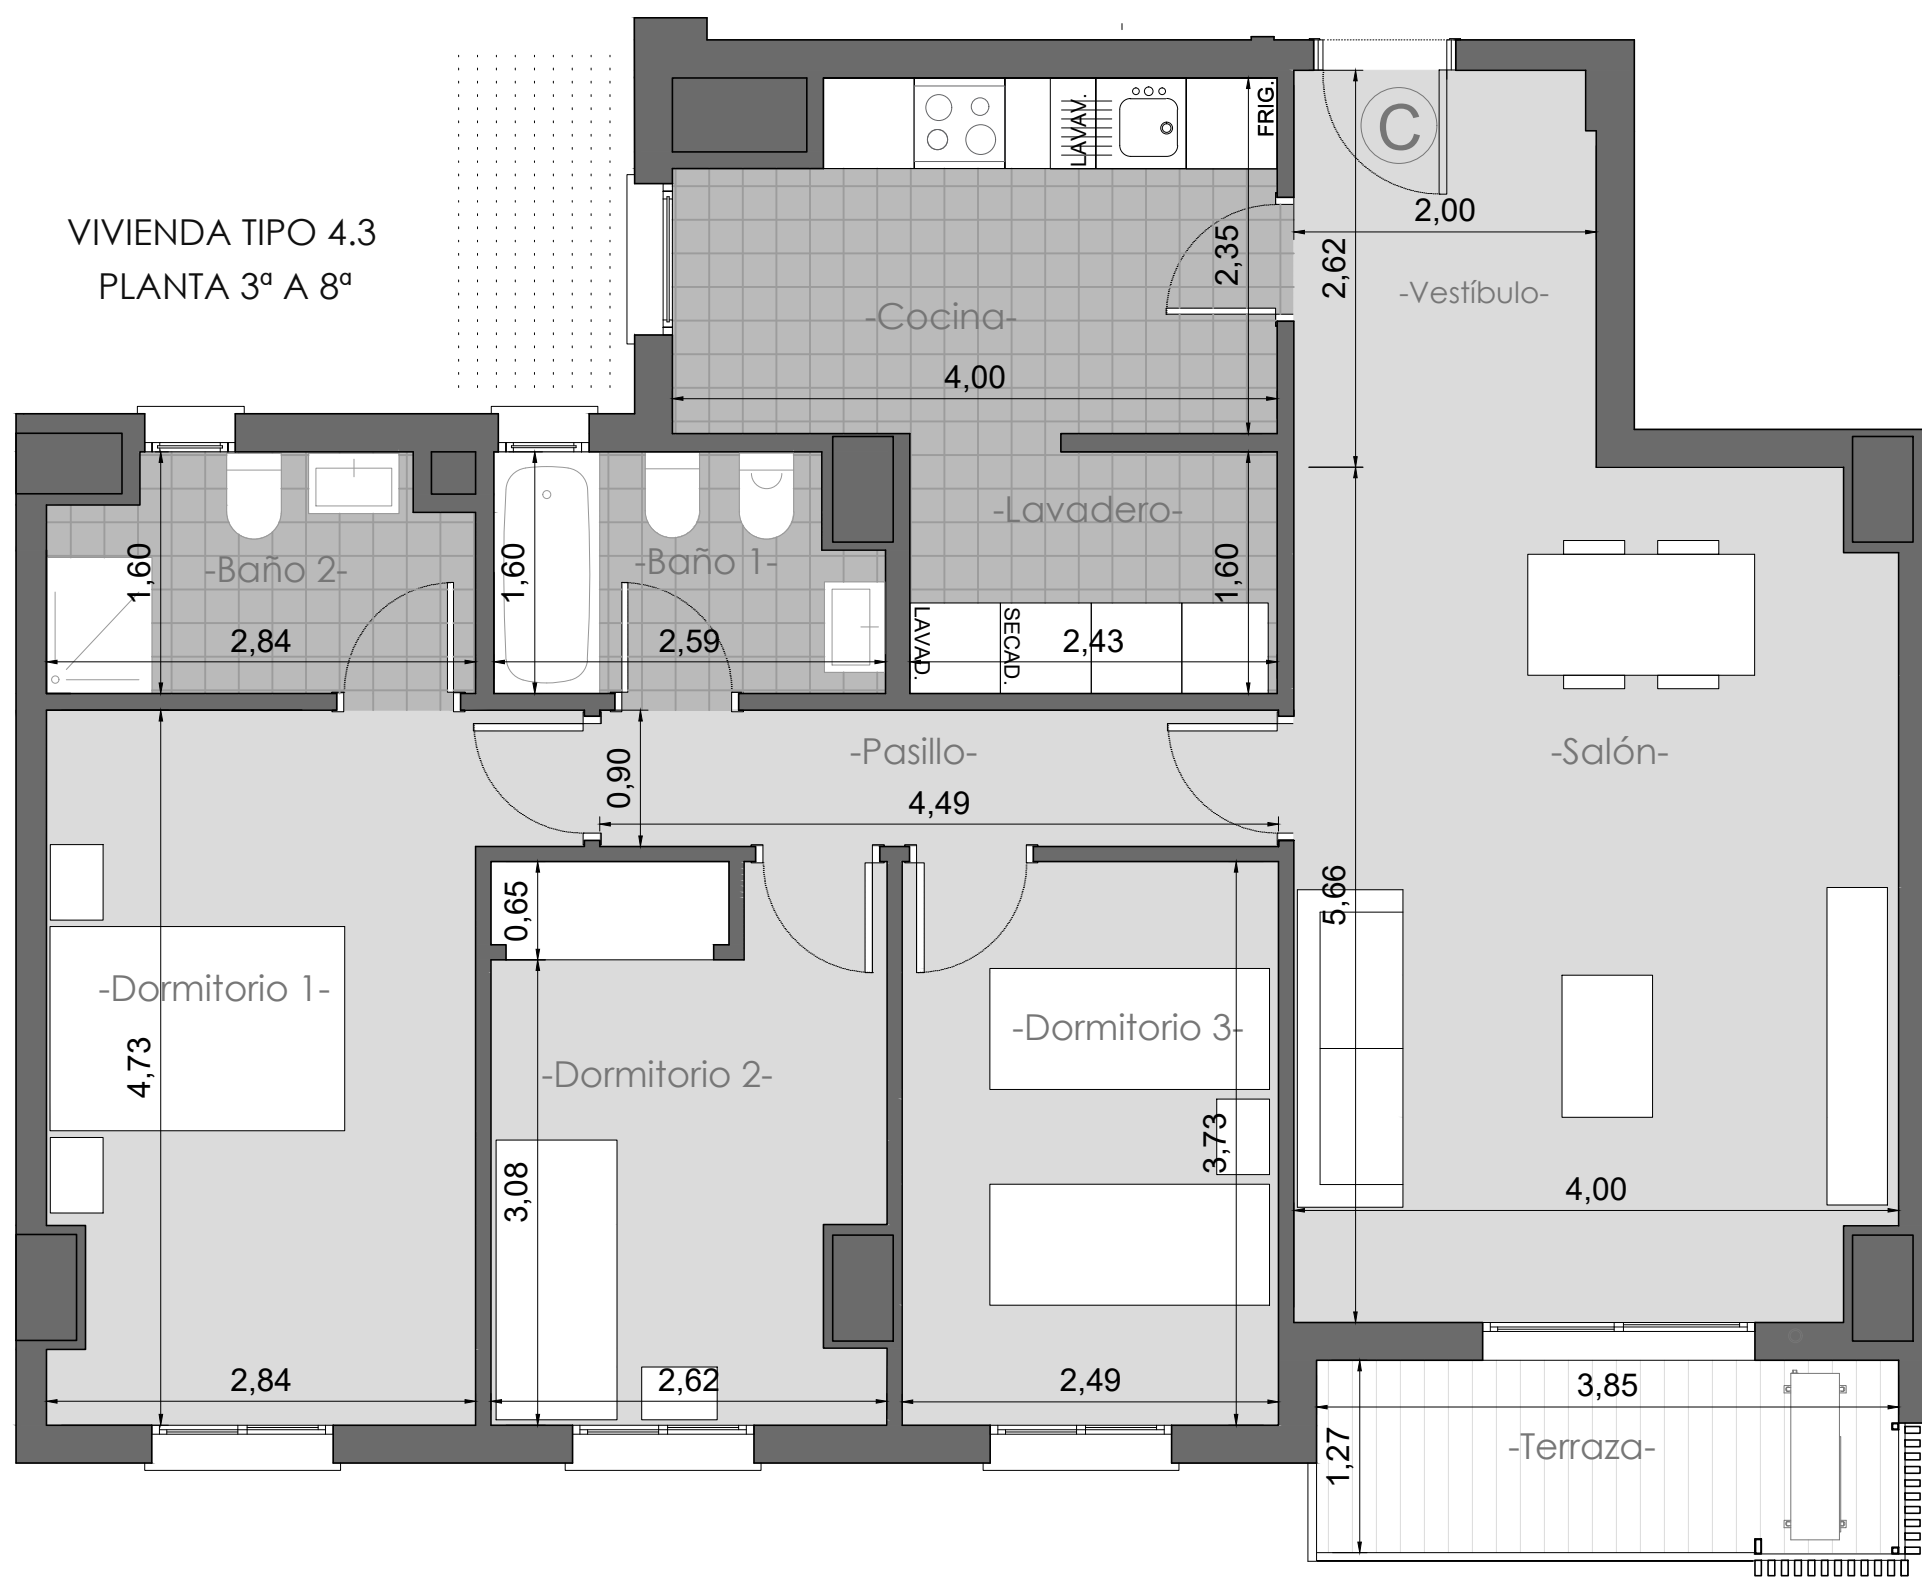 VIVIENDA TIPO 4.3
PLANTA 3ª A 8ª
LAVAV.
FRIG.
C
2,00
2,35
2,62
-Vestíbulo-
-Cocina-
4,00
-Lavadero-
1,60
-Baño 2-
1,60
-Baño 1-
1,60
2,84
2,59
LAVAD.
SECAD.
2,43
-Pasillo-
0,90
4,49
-Salón-
0,65
5,66
-Dormitorio 1-
-Dormitorio 3-
4,73
-Dormitorio 2-
3,08
3,73
4,00
2,84
2,62
2,49
3,85
1,27
-Terraza-